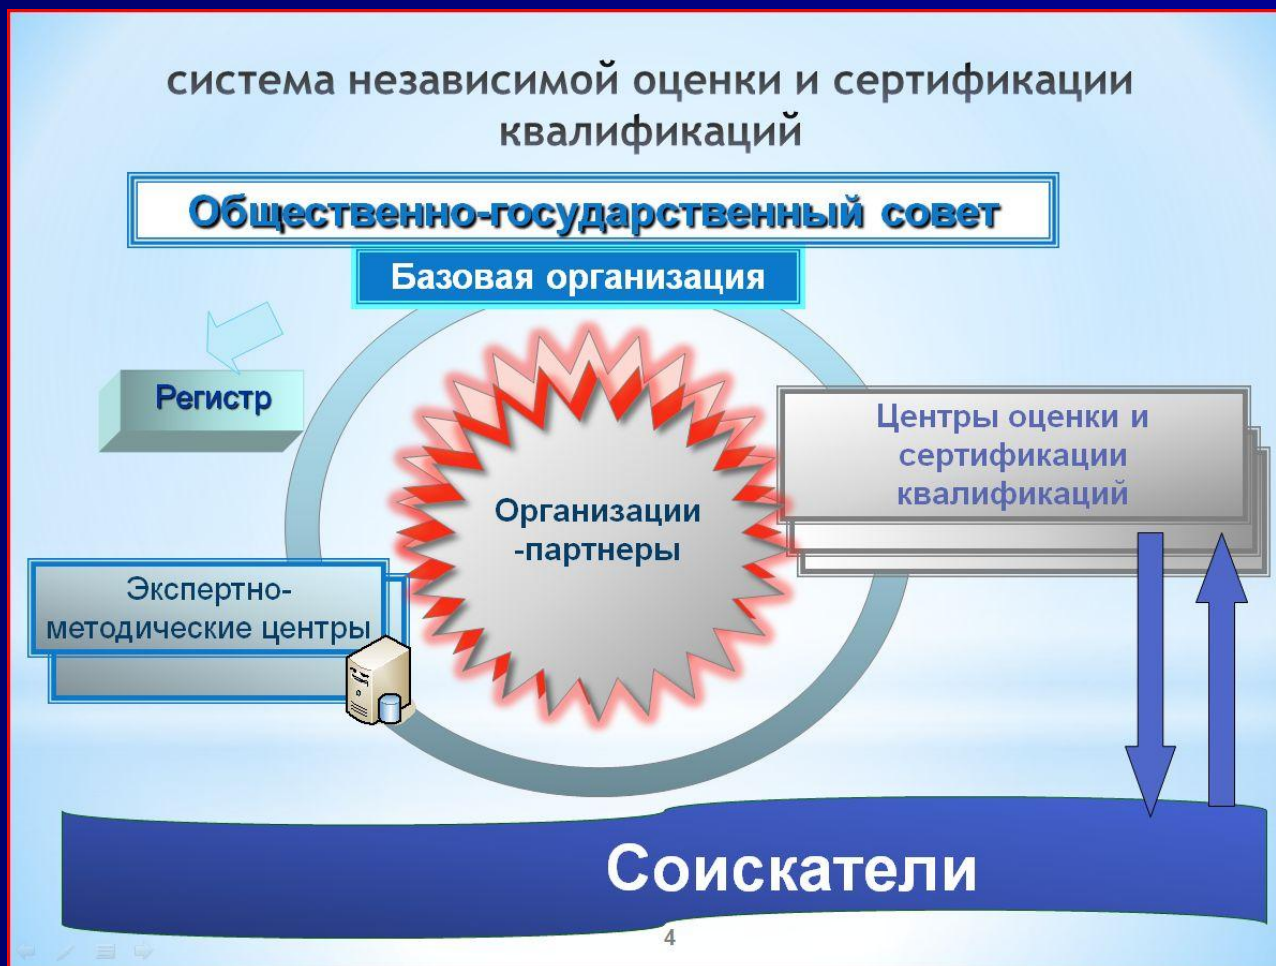 система независимой оценки и сертификации
квалификаций
Общественно-государственный совет
Базовая организация
Регистр
Центры оценки и
сертификации
квалификаций
Организации
-партнеры
Экспертно-
методические центры
Соискатели
4